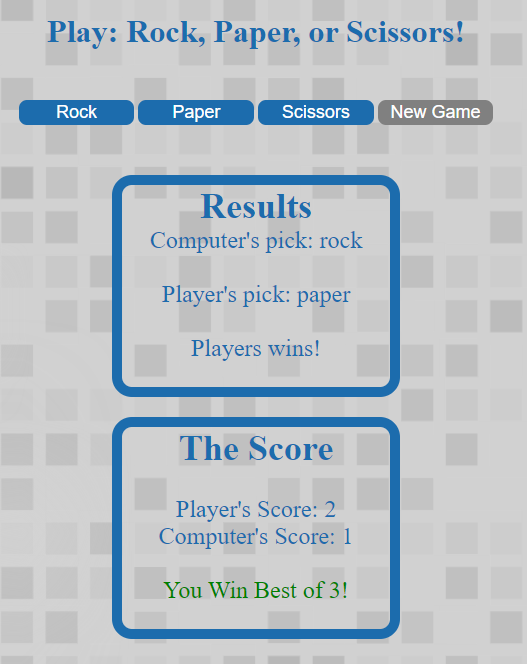 Play: Rock, Paper, or Scissors!
Rock Paper Scissors New Game
Results
Computer's pick: rock
Player's pick: paper
Players wins!
The Score
Player's Score: 2
Computer's Score: 1
You Win Best of 3!